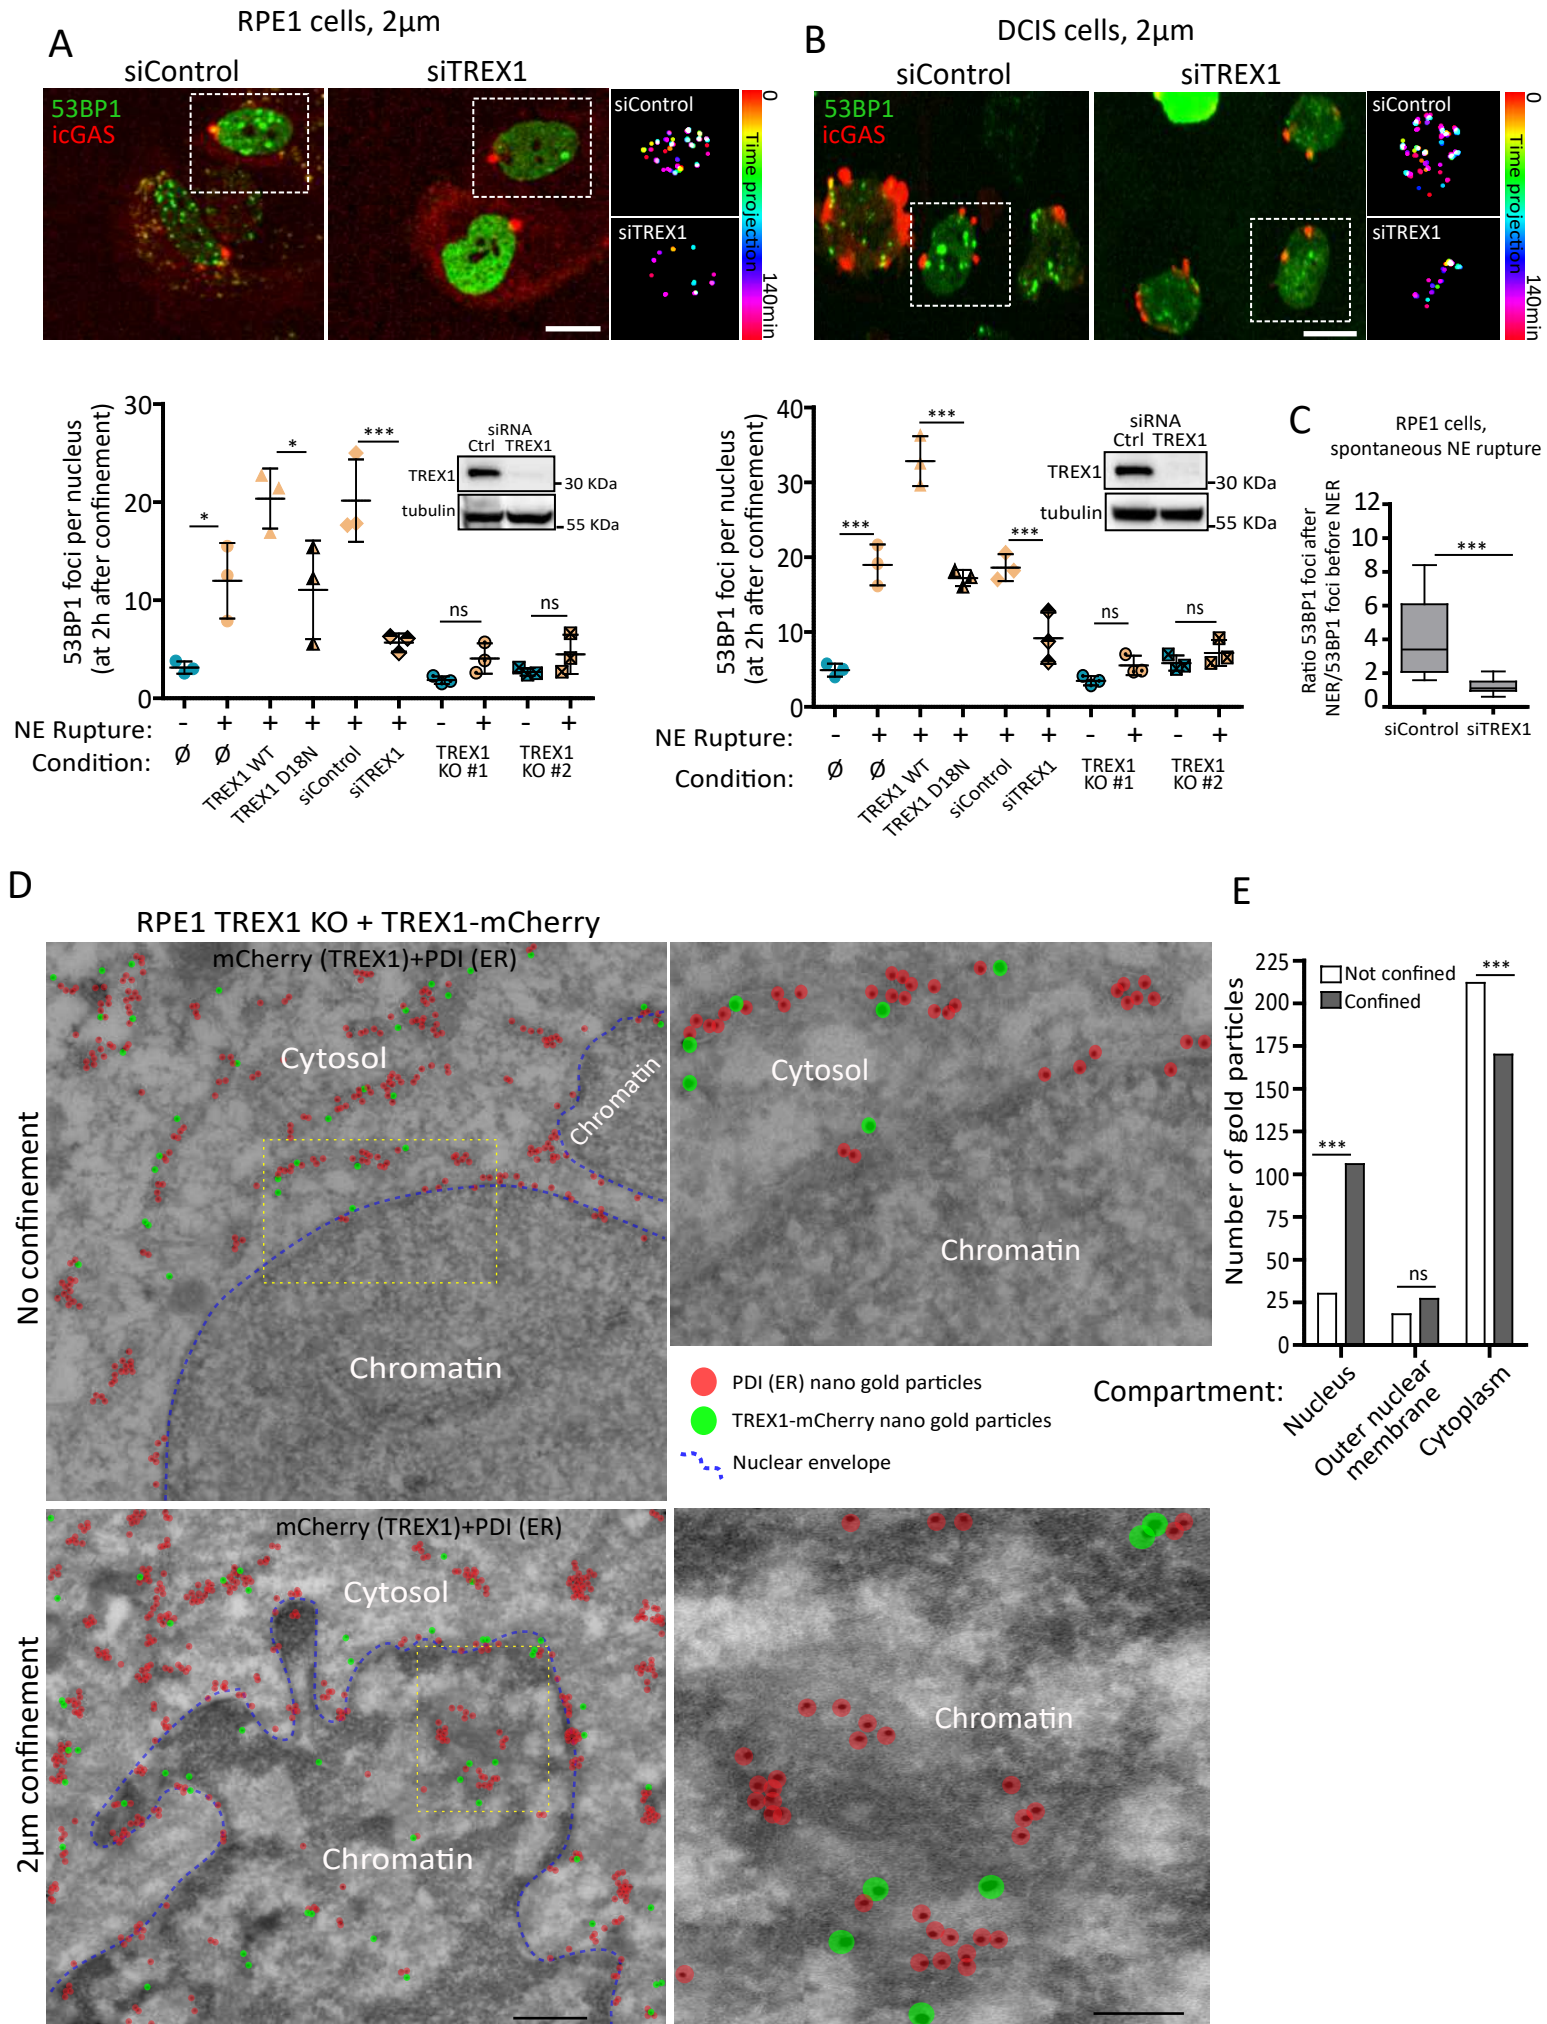 A
RPE1 cells, 2µm
siControl
siTREX1
53BP1
icGAS
siControl
siTREX1
0
Time projection
140min
B
DCIS cells, 2µm
siControl
siTREX1
53BP1
icGAS
siControl
siTREX1
0
Time projection
140min
53BP1 foci per nucleus
(at 2h after confinement)
30
20
10
0
*
*
***
ns
ns
siRNA
Ctrl TREX1
TREX1
30 KDa
tubulin
55 KDa
NE Rupture:
- + + + + + - + - +
Condition:
Ø
Ø
TREX1 WT
TREX1 D18N
siControl
siTREX1
TREX1
KO #1
TREX1
KO #2
53BP1 foci per nucleus
(at 2h after confinement)
40
30
20
10
0
***
***
***
ns
ns
siRNA
Ctrl TREX1
TREX1
30 KDa
tubulin
55 KDa
NE Rupture:
- + + + + + - + - +
Condition:
Ø
Ø
TREX1 WT
TREX1 D18N
siControl
siTREX1
TREX1
KO #1
TREX1
KO #2
C
RPE1 cells,
spontaneous NE rupture
Ratio 53BP1 foci after
NER/53BP1 foci before NER
12
10
8
6
4
2
0
***
siControl
siTREX1
D
RPE1 TREX1 KO + TREX1-mCherry
No confinement
mCherry (TREX1)+PDI (ER)
Cytosol
Chromatin
Chromatin
Cytosol
Chromatin
PDI (ER) nano gold particles
TREX1-mCherry nano gold particles
Nuclear envelope
2µm confinement
mCherry (TREX1)+PDI (ER)
Cytosol
Chromatin
Chromatin
E
Number of gold particles
225
200
175
150
125
100
75
50
25
0
Not confined
Confined
***
ns
***
Compartment:
Nucleus
Outer nuclear
membrane
Cytoplasm